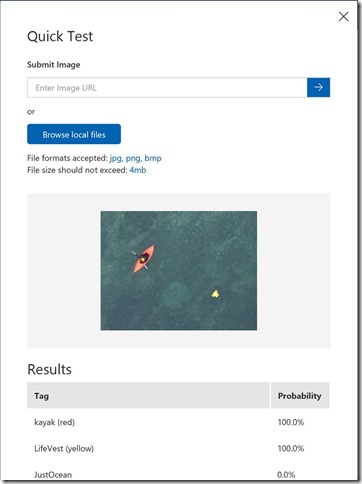 Quick Test
Submit Image
Enter Image URL
or
Browse local files
File formats accepted: jpg, png, bmp
File size should not exceed: 4mb
Results
Tag Probability
kayak (red) 100.0%
LifeVest (yellow) 100.0%
JustOcean 0.0%